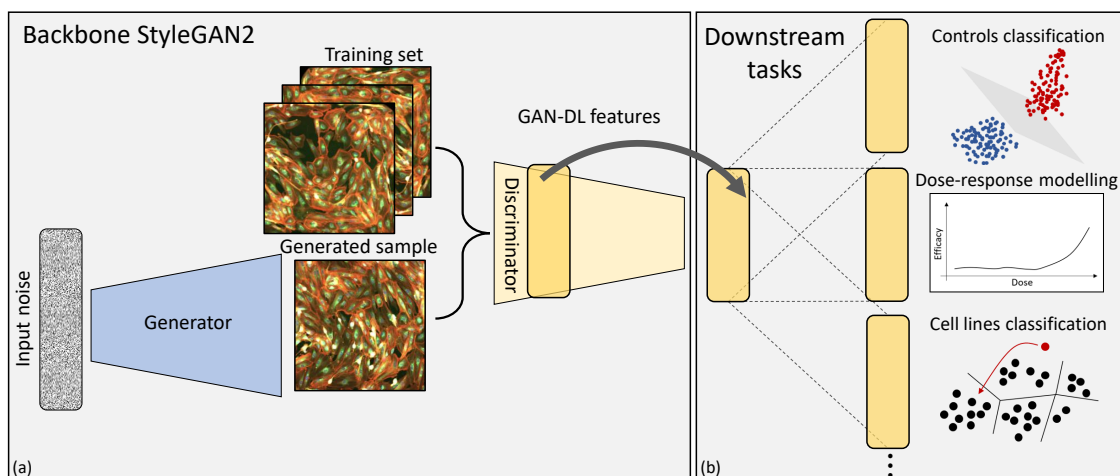 Backbone StyleGAN2
Training set
Generated sample
Input noise
Generator
Discriminator
GAN-DL features
(a)
Downstream
tasks
Controls classification
Dose-response modelling
Efficacy
Dose
Cell lines classification
(b)